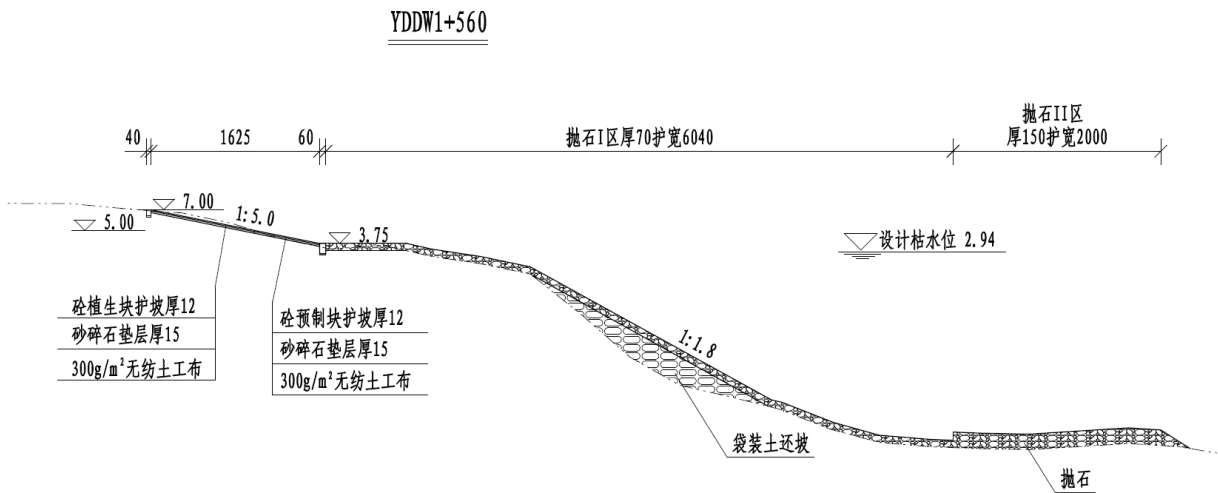 YDDW1+560
抛石II区
40
1625
60
抛石I区厚70护宽6040
厚150护宽2000
7.00
5.00
1:5.0
3.75
设计枯水位 2.94
砼植生块护坡厚12
砂碎石垫层厚15
300g/m²无纺土工布
砼预制块护坡厚12
砂碎石垫层厚15
300g/m²无纺土工布
1:1.8
袋装土还坡
抛石